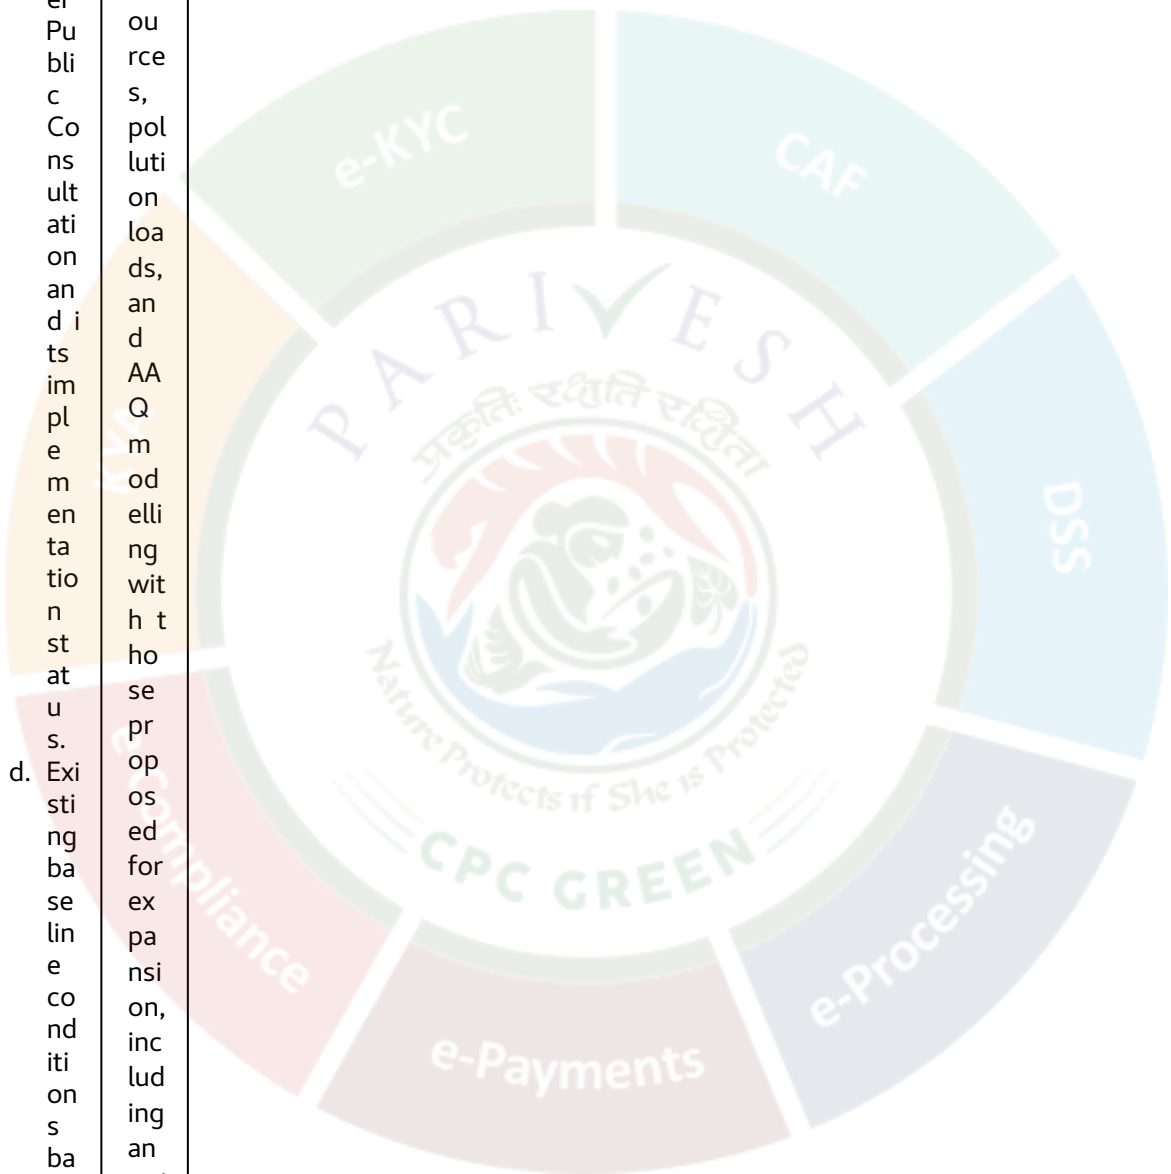 er
Pu
bli
c
Co
ns
ult
ati
on
an
d i
ts
im
pl
e
m
en
ta
tio
n
st
at
u
s.
d. Exi
sti
ng
ba
se
lin
e
co
nd
iti
on
s
ba
ou
rce
s,
pol
luti
on
loa
ds,
an
d
AA
Q
m
od
elli
ng
wit
h t
ho
se
pr
op
os
ed
for
ex
pa
nsi
on,
inc
lud
ing
an
e-KYC
CAF
DSS
e-Processing
e-Payments
e-Compliance
KYA
PARIVESH
प्रकृतिः रक्षति रक्षिता
Nature Protects if She is Protected
CPC GREEN